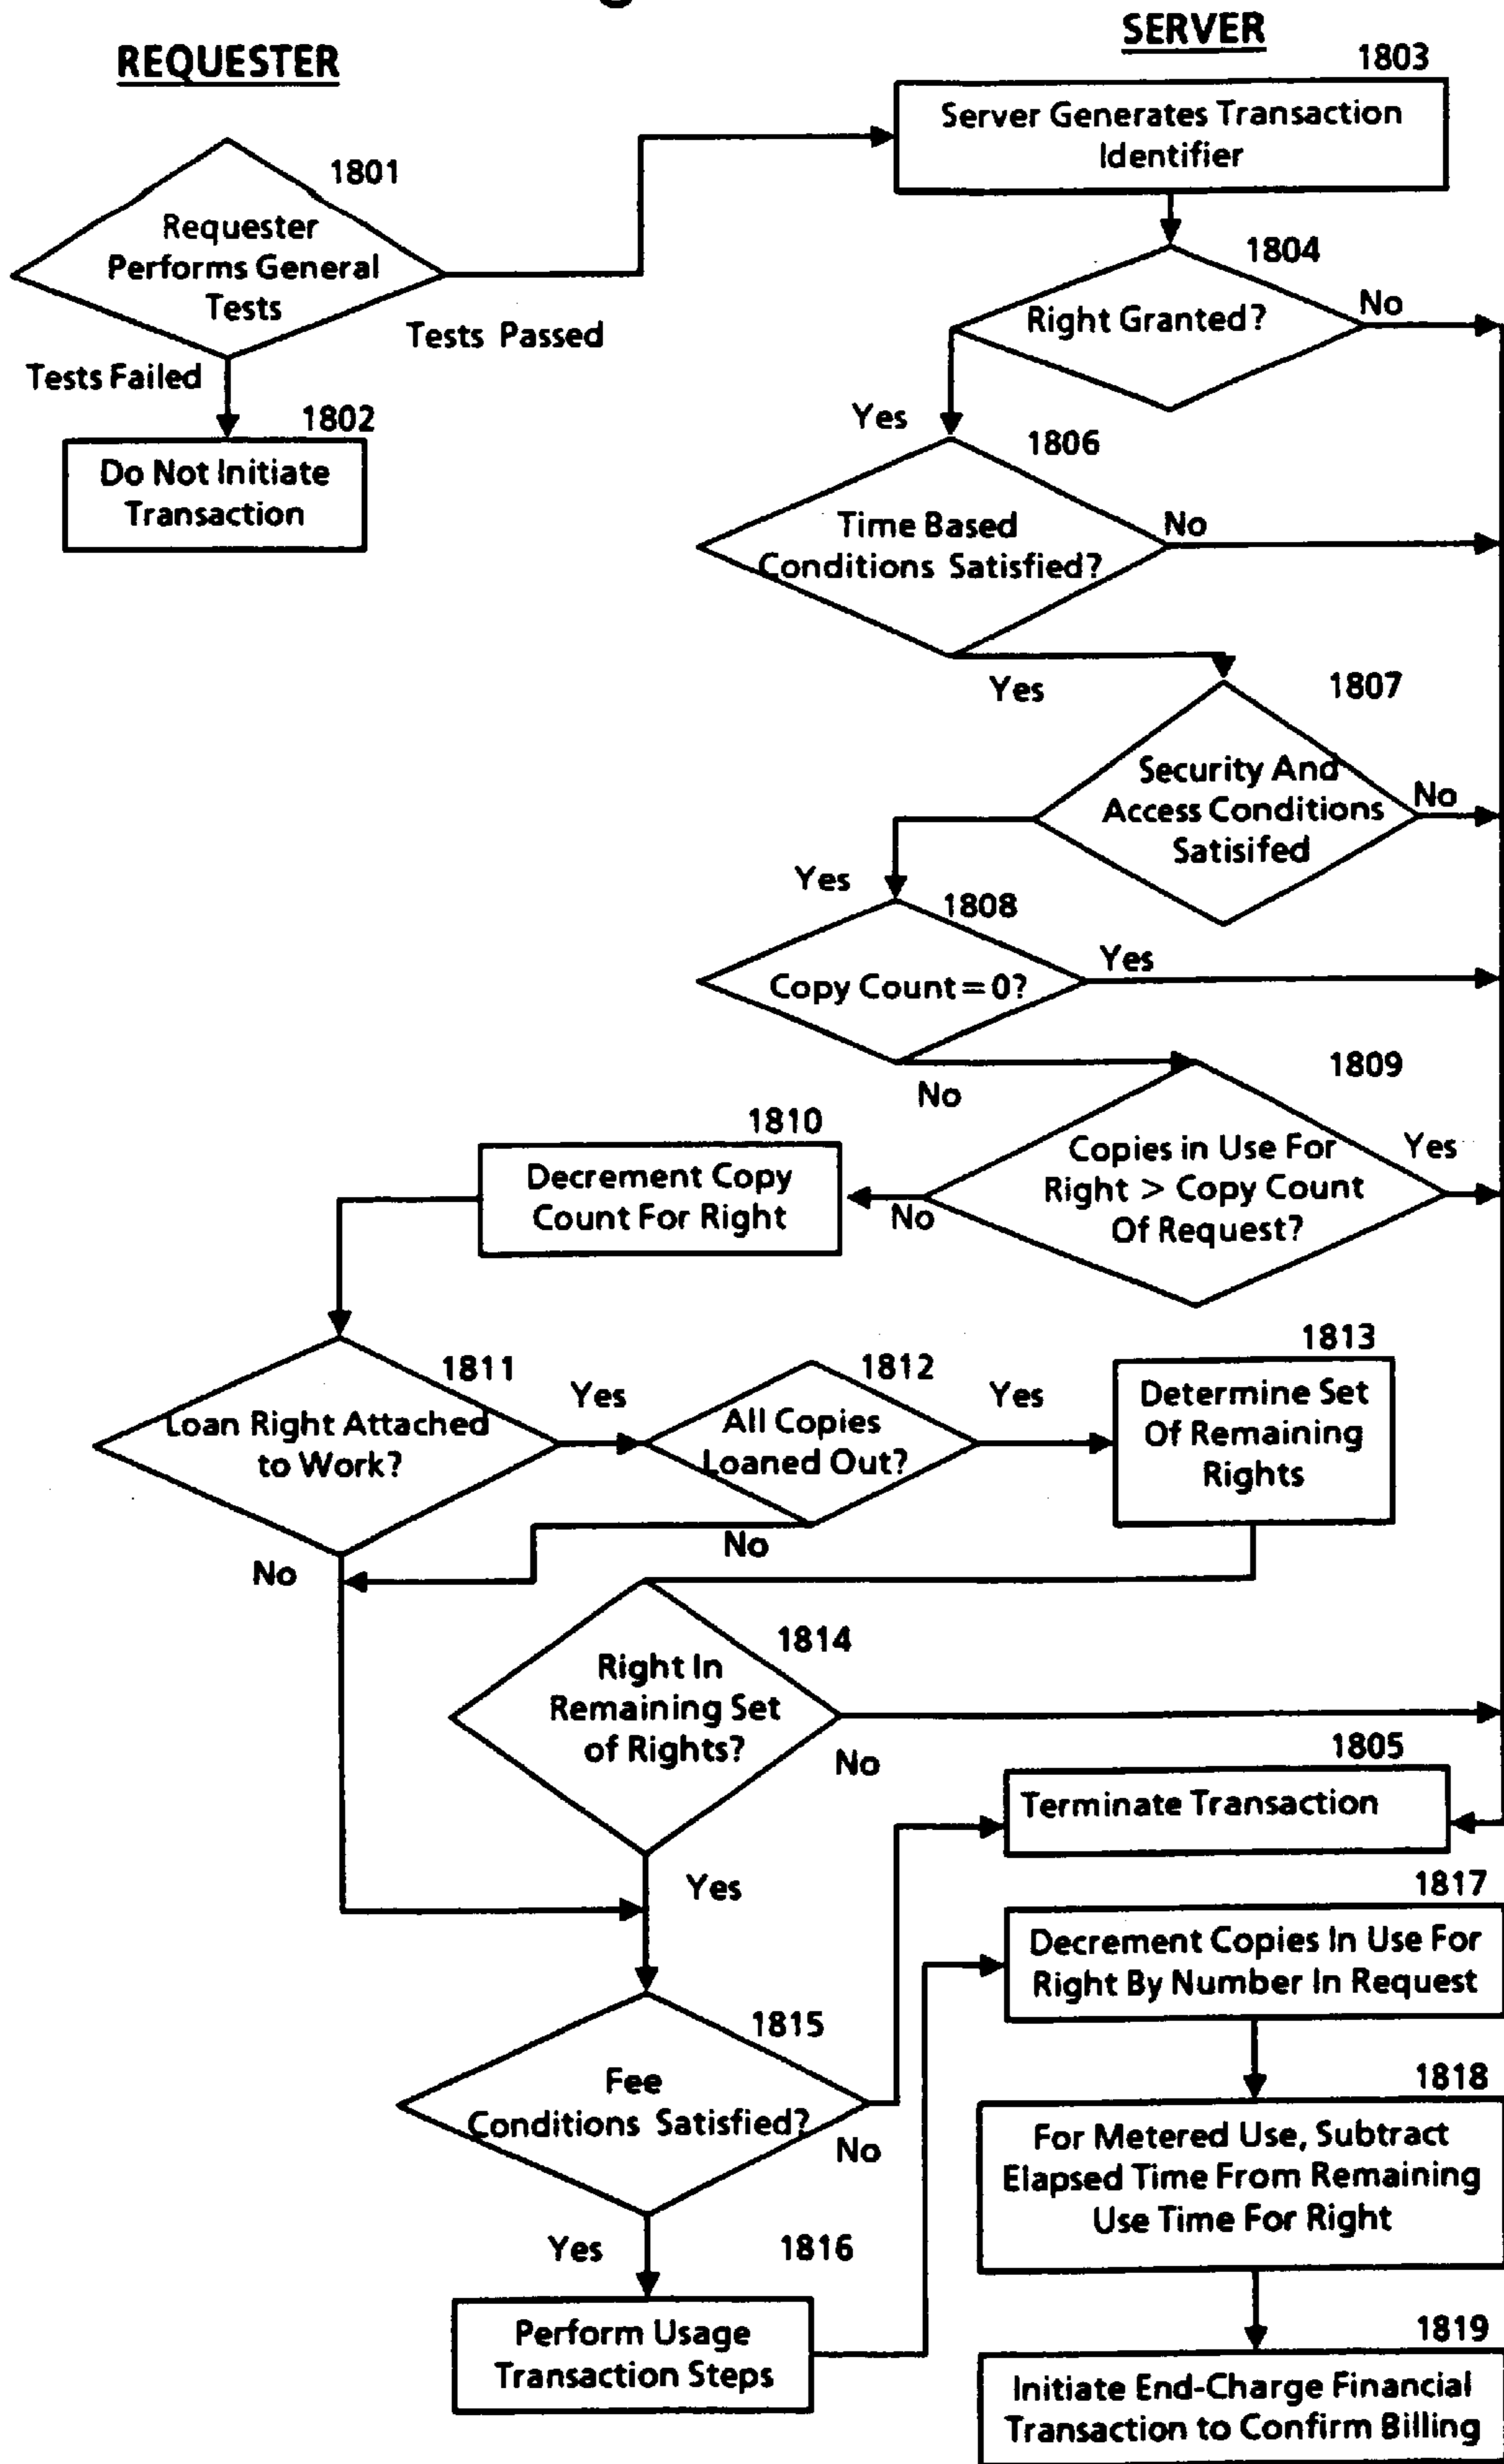 REQUESTER
SERVER
1803
Server Generates Transaction
Identifier
1801
Requester
Performs General
Tests
Tests Passed
Tests Failed
1802
Do Not Initiate
Transaction
1804
Right Granted?
No
Yes
1806
Time Based
Conditions Satisfied?
No
Yes
1807
Security And
Access Conditions
Satisifed
No
Yes
1808
Copy Count = 0?
Yes
No
1809
Copies in Use For
Right > Copy Count
Of Request?
Yes
No
1810
Decrement Copy
Count For Right
1811
Loan Right Attached
to Work?
Yes
No
1812
All Copies
Loaned Out?
Yes
No
1813
Determine Set
Of Remaining
Rights
1814
Right In
Remaining Set
of Rights?
No
Yes
1805
Terminate Transaction
1815
Fee
Conditions Satisfied?
No
Yes
1816
Perform Usage
Transaction Steps
1817
Decrement Copies In Use For
Right By Number In Request
1818
For Metered Use, Subtract
Elapsed Time From Remaining
Use Time For Right
1819
Initiate End-Charge Financial
Transaction to Confirm Billing